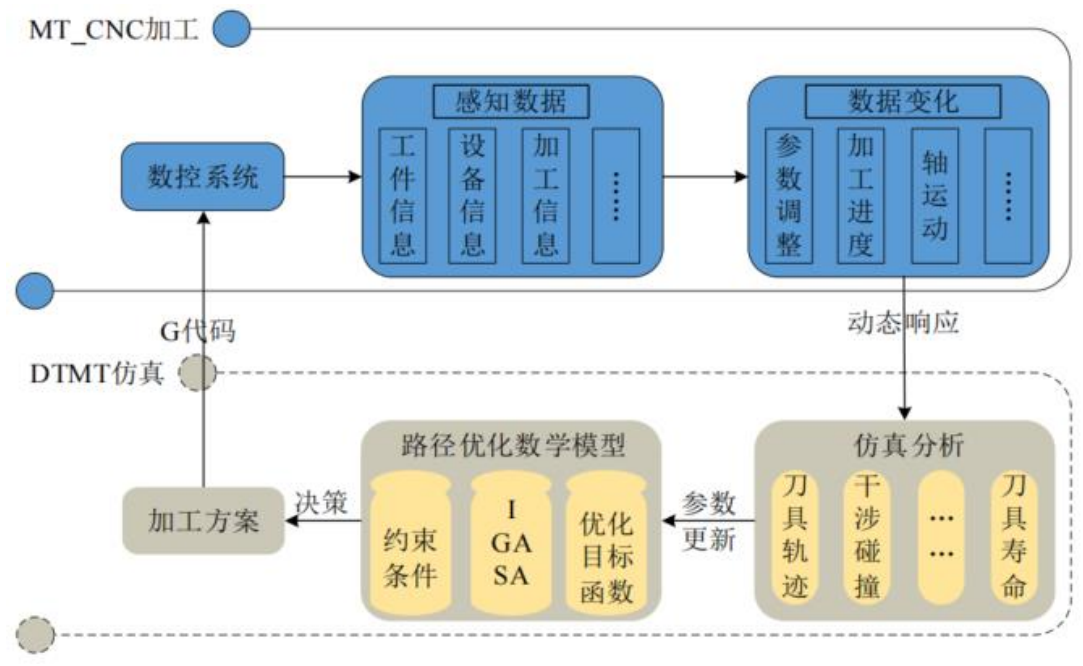 MT_CNC加工
感知数据
数据变化
数控系统
工件信息
设备信息
加工信息
……
参数调整
加工进度
轴运动
……
G代码
动态响应
DTMT仿真
路径优化数学模型
仿真分析
加工方案
决策
约束
条件
I
GA
SA
优化
目标
函数
参数
更新
刀具轨迹
干涉碰撞
…
…
刀具寿命